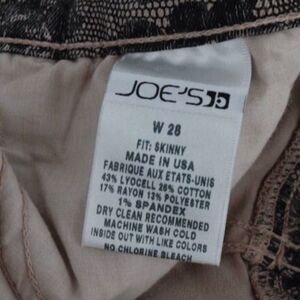 JOE'S
W 28
FIT: SKINNY
MADE IN USA
FABRIQUE AUX ETATS-UNIS
43% LYOCELL 26% COTTON
17% RAYON 13% POLYESTER
1% SPANDEX
DRY CLEAN RECOMMENDED
MACHINE WASH COLD
INSIDE OUT WITH LIKE COLORS
NO CHLORINE BLEACH